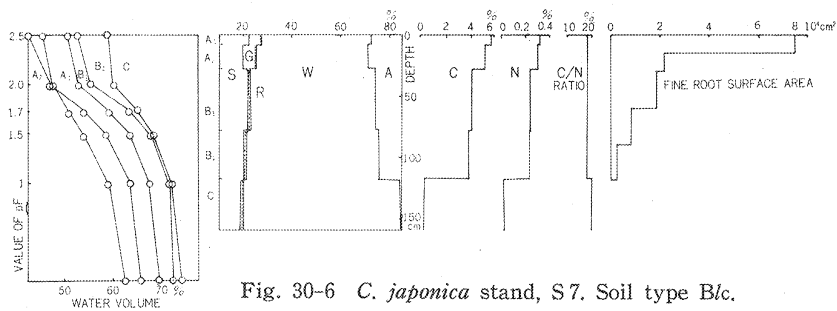 2.5
2.0
1.7
1.5
1
VALUE OF pF
50 60 70 %
WATER VOLUME
A₁ A₂ B₁ B₂ C
20 60 80 %
A₁
A₂
B₁
B₂
C
S G R W A
DEPTH
0
50
100
150 cm
0 2 4 6 %
C
0 0.2 0.4 %
N
10 20 %
C/N
RATIO
0 2 4 6 8 10⁴cm²
FINE ROOT SURFACE AREA
Fig. 30-6 C. japonica stand, S 7. Soil type Blc.